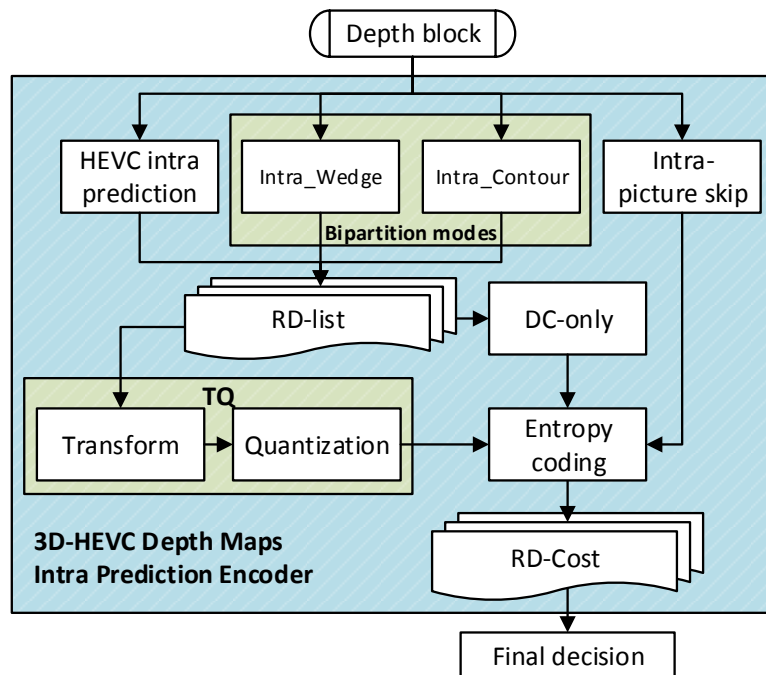 Depth block
HEVC intra
prediction
Intra_Wedge
Intra_Contour
Intra-
picture skip
Bipartition modes
RD-list
DC-only
TQ
Transform
Quantization
Entropy
coding
3D-HEVC Depth Maps
Intra Prediction Encoder
RD-Cost
Final decision